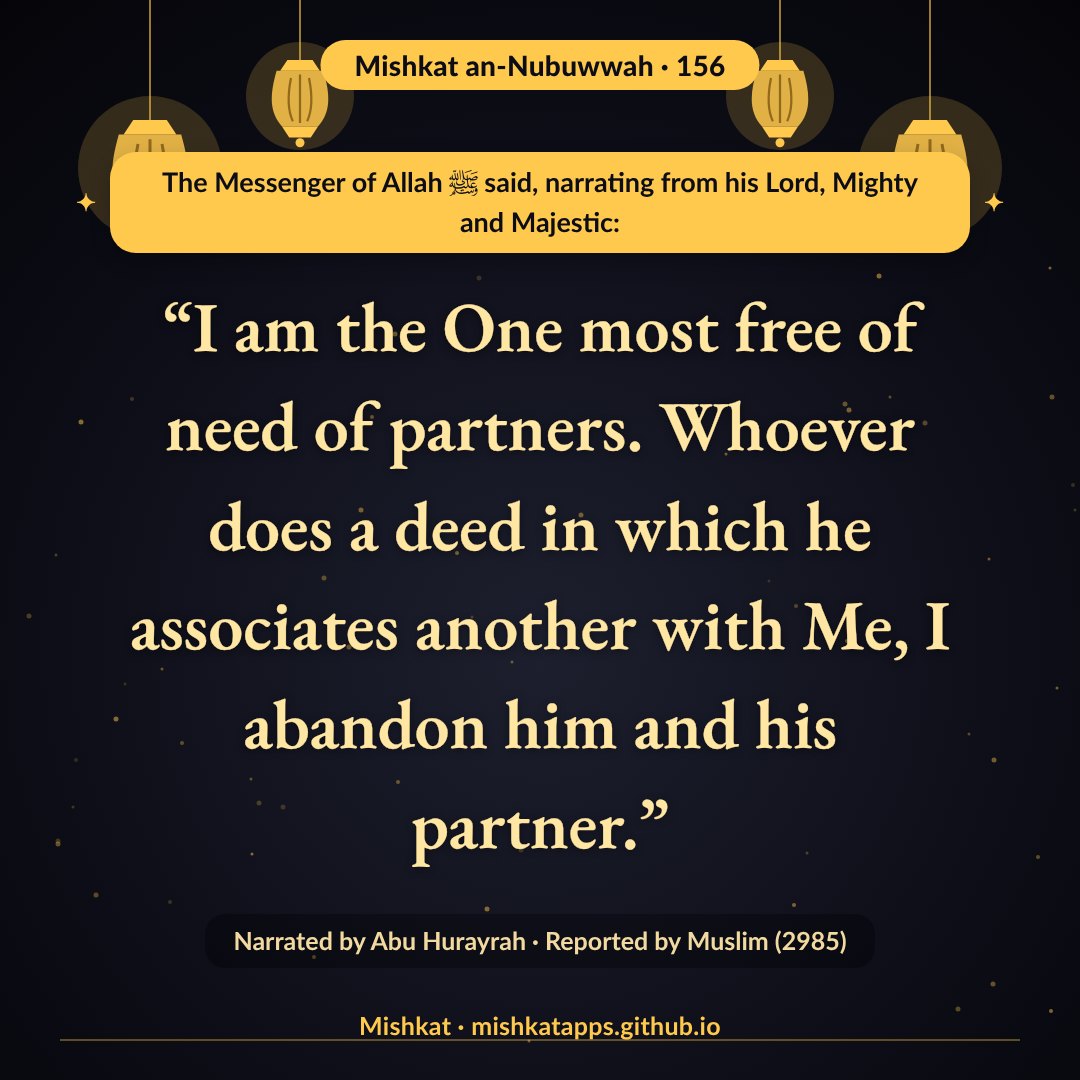 Mishkat an-Nubuwwah · 156
The Messenger of Allah ﷺ said, narrating from his Lord, Mighty
and Majestic:
“I am the One most free of
need of partners. Whoever
does a deed in which he
associates another with Me, I
abandon him and his
partner.”
Narrated by Abu Hurayrah · Reported by Muslim (2985)
Mishkat · mishkatapps.github.io